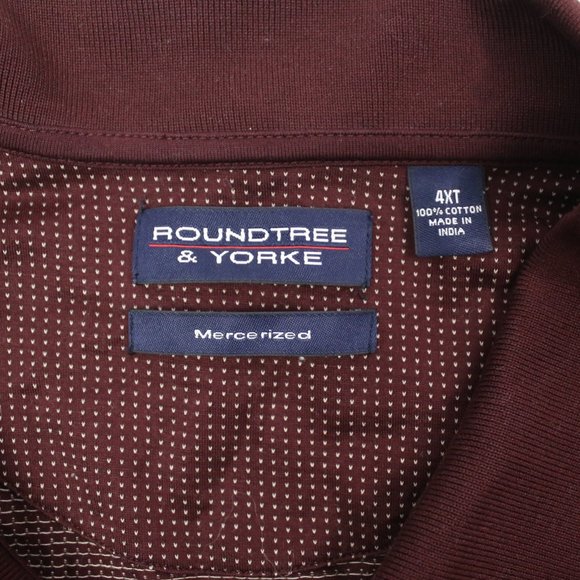 ROUNDTREE
& YORKE
Mercerized
4XT
100% COTTON
MADE IN
INDIA